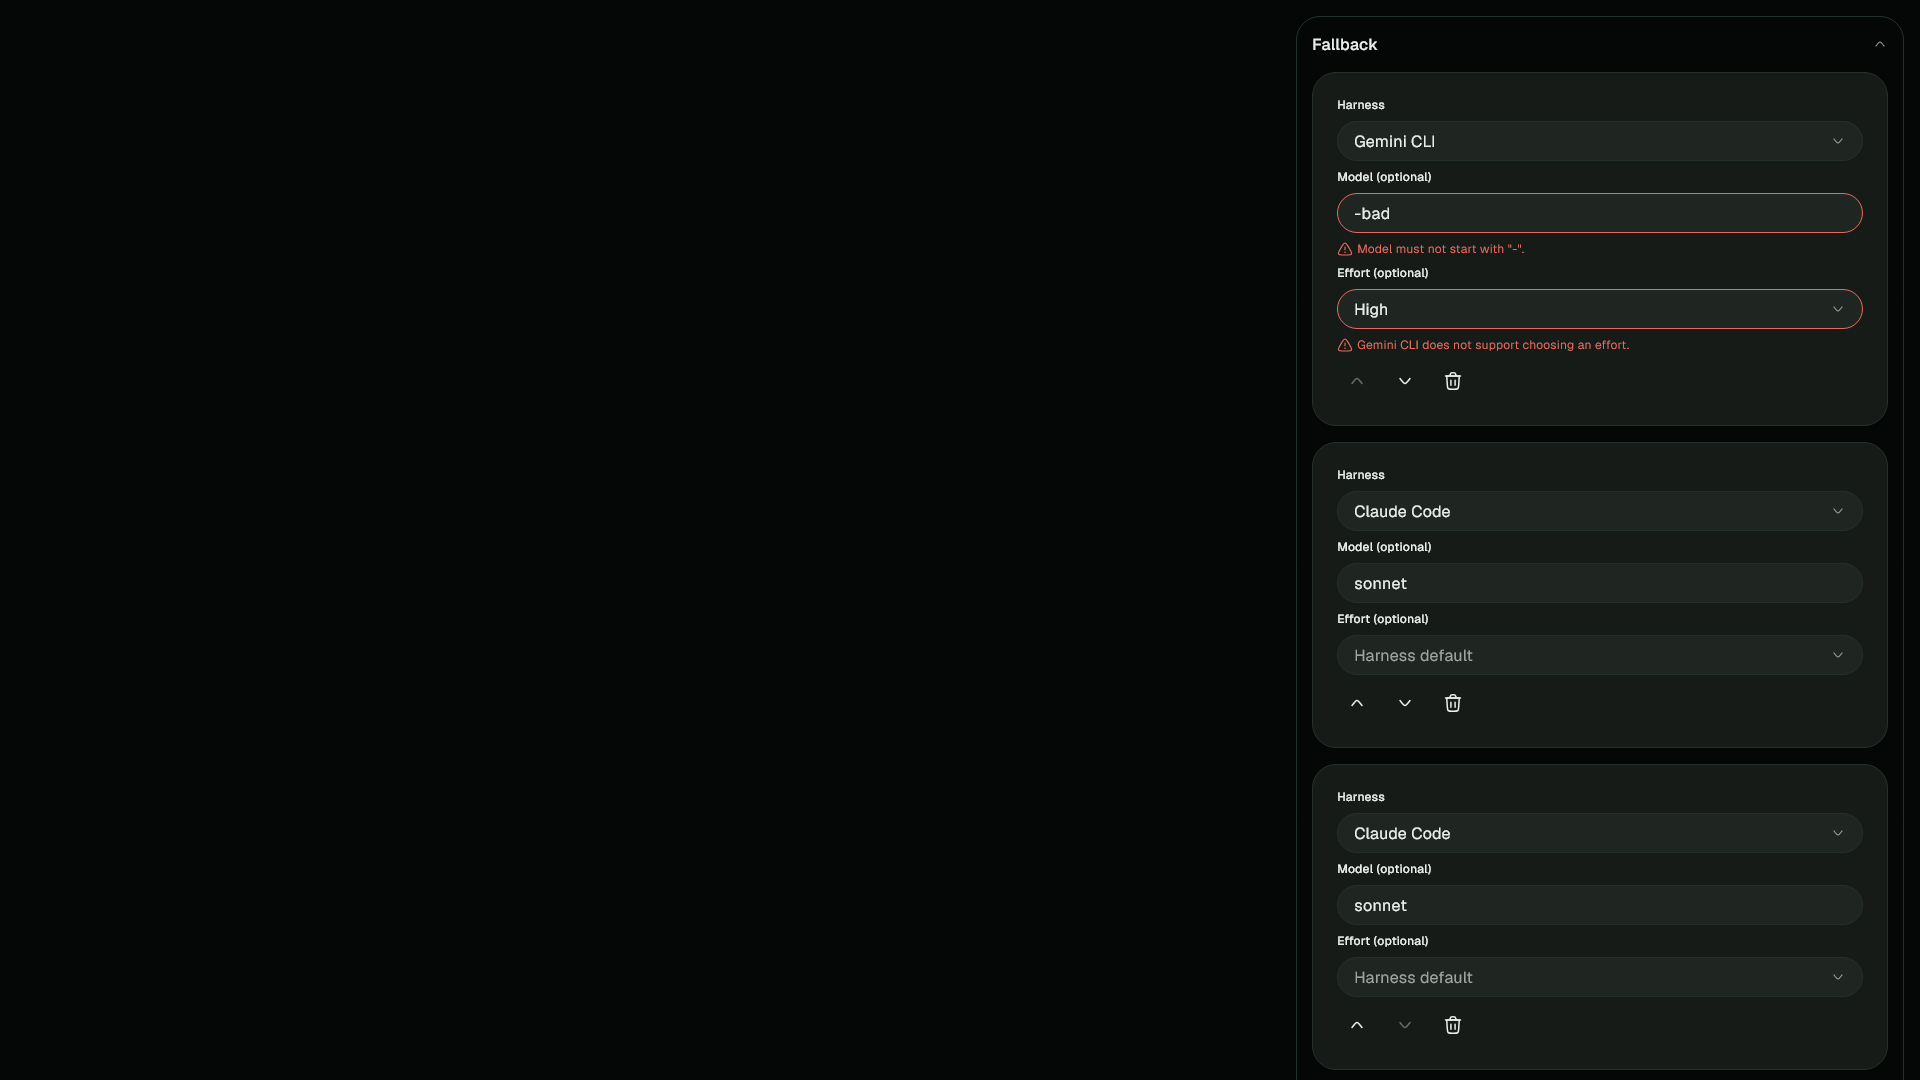 Fallback
Harness
Gemini CLI
Model (optional)
-bad
Model must not start with "-".
Effort (optional)
High
Gemini CLI does not support choosing an effort.
Harness
Claude Code
Model (optional)
sonnet
Effort (optional)
Harness default
Harness
Claude Code
Model (optional)
sonnet
Effort (optional)
Harness default